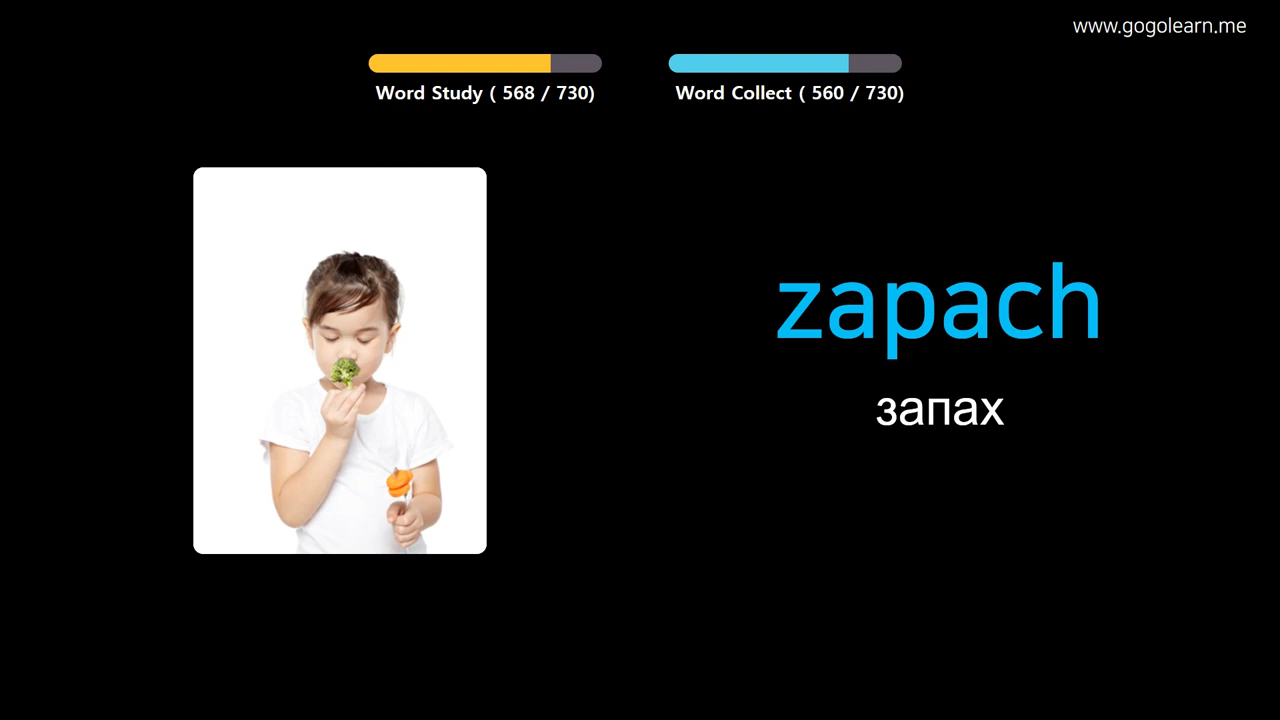 www.gogolearn.me
Word Study ( 568 / 730)
Word Collect ( 560 / 730)
zapach
запах